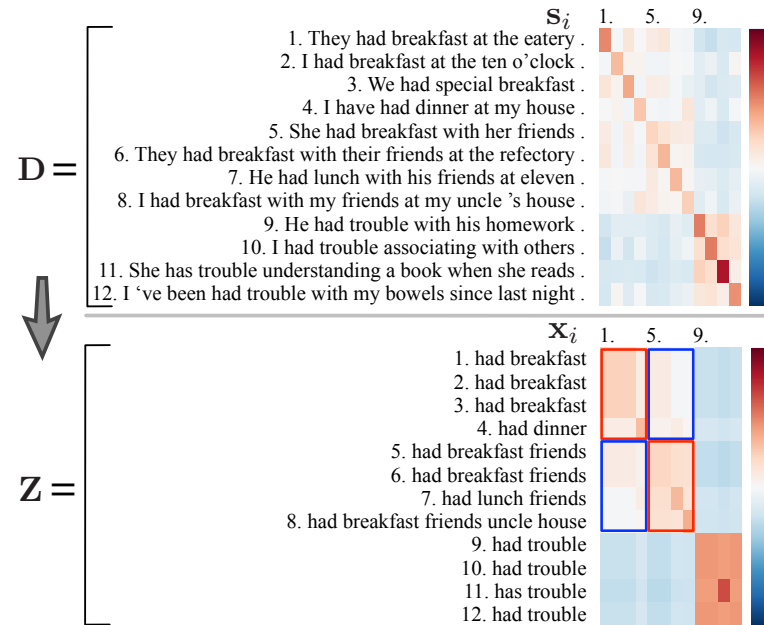 s_i 1. 5. 9.
1. They had breakfast at the eatery .
2. I had breakfast at the ten o’clock .
3. We had special breakfast .
4. I have had dinner at my house .
5. She had breakfast with her friends .
D = 6. They had breakfast with their friends at the refectory .
7. He had lunch with his friends at eleven .
8. I had breakfast with my friends at my uncle ’s house .
9. He had trouble with his homework .
10. I had trouble associating with others .
11. She has trouble understanding a book when she reads .
12. I ‘ve been had trouble with my bowels since last night .
x_i 1. 5. 9.
1. had breakfast
2. had breakfast
3. had breakfast
4. had dinner
5. had breakfast friends
6. had breakfast friends
Z = 7. had lunch friends
8. had breakfast friends uncle house
9. had trouble
10. had trouble
11. has trouble
12. had trouble